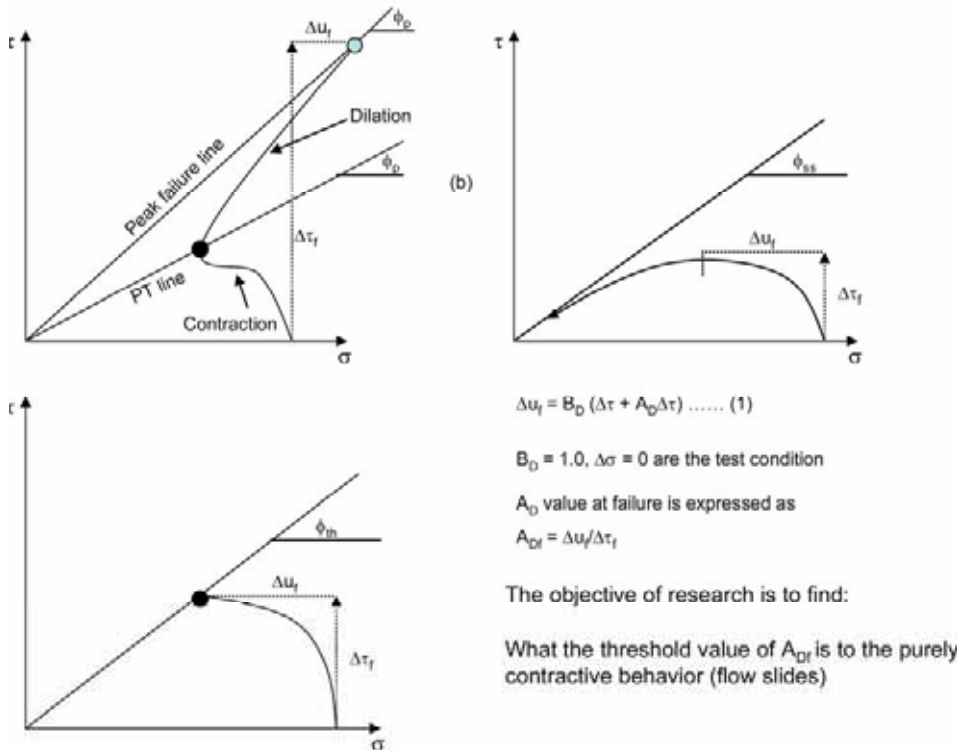 τ
Δu_f
ϕ_p
Dilation
Peak failure line
ϕ_p
Δτ_f
PT line
Contraction
σ
(b)
τ
ϕ_ss
Δu_f
Δτ_f
σ
τ
ϕ_th
Δu_f
Δτ_f
σ
Δu_f = B_D (Δτ + A_DΔτ) ...... (1)
B_D = 1.0, Δσ = 0 are the test condition
A_D value at failure is expressed as
A_Df = Δu_f/Δτ_f
The objective of research is to find:
What the threshold value of A_Df is to the purely
contractive behavior (flow slides)